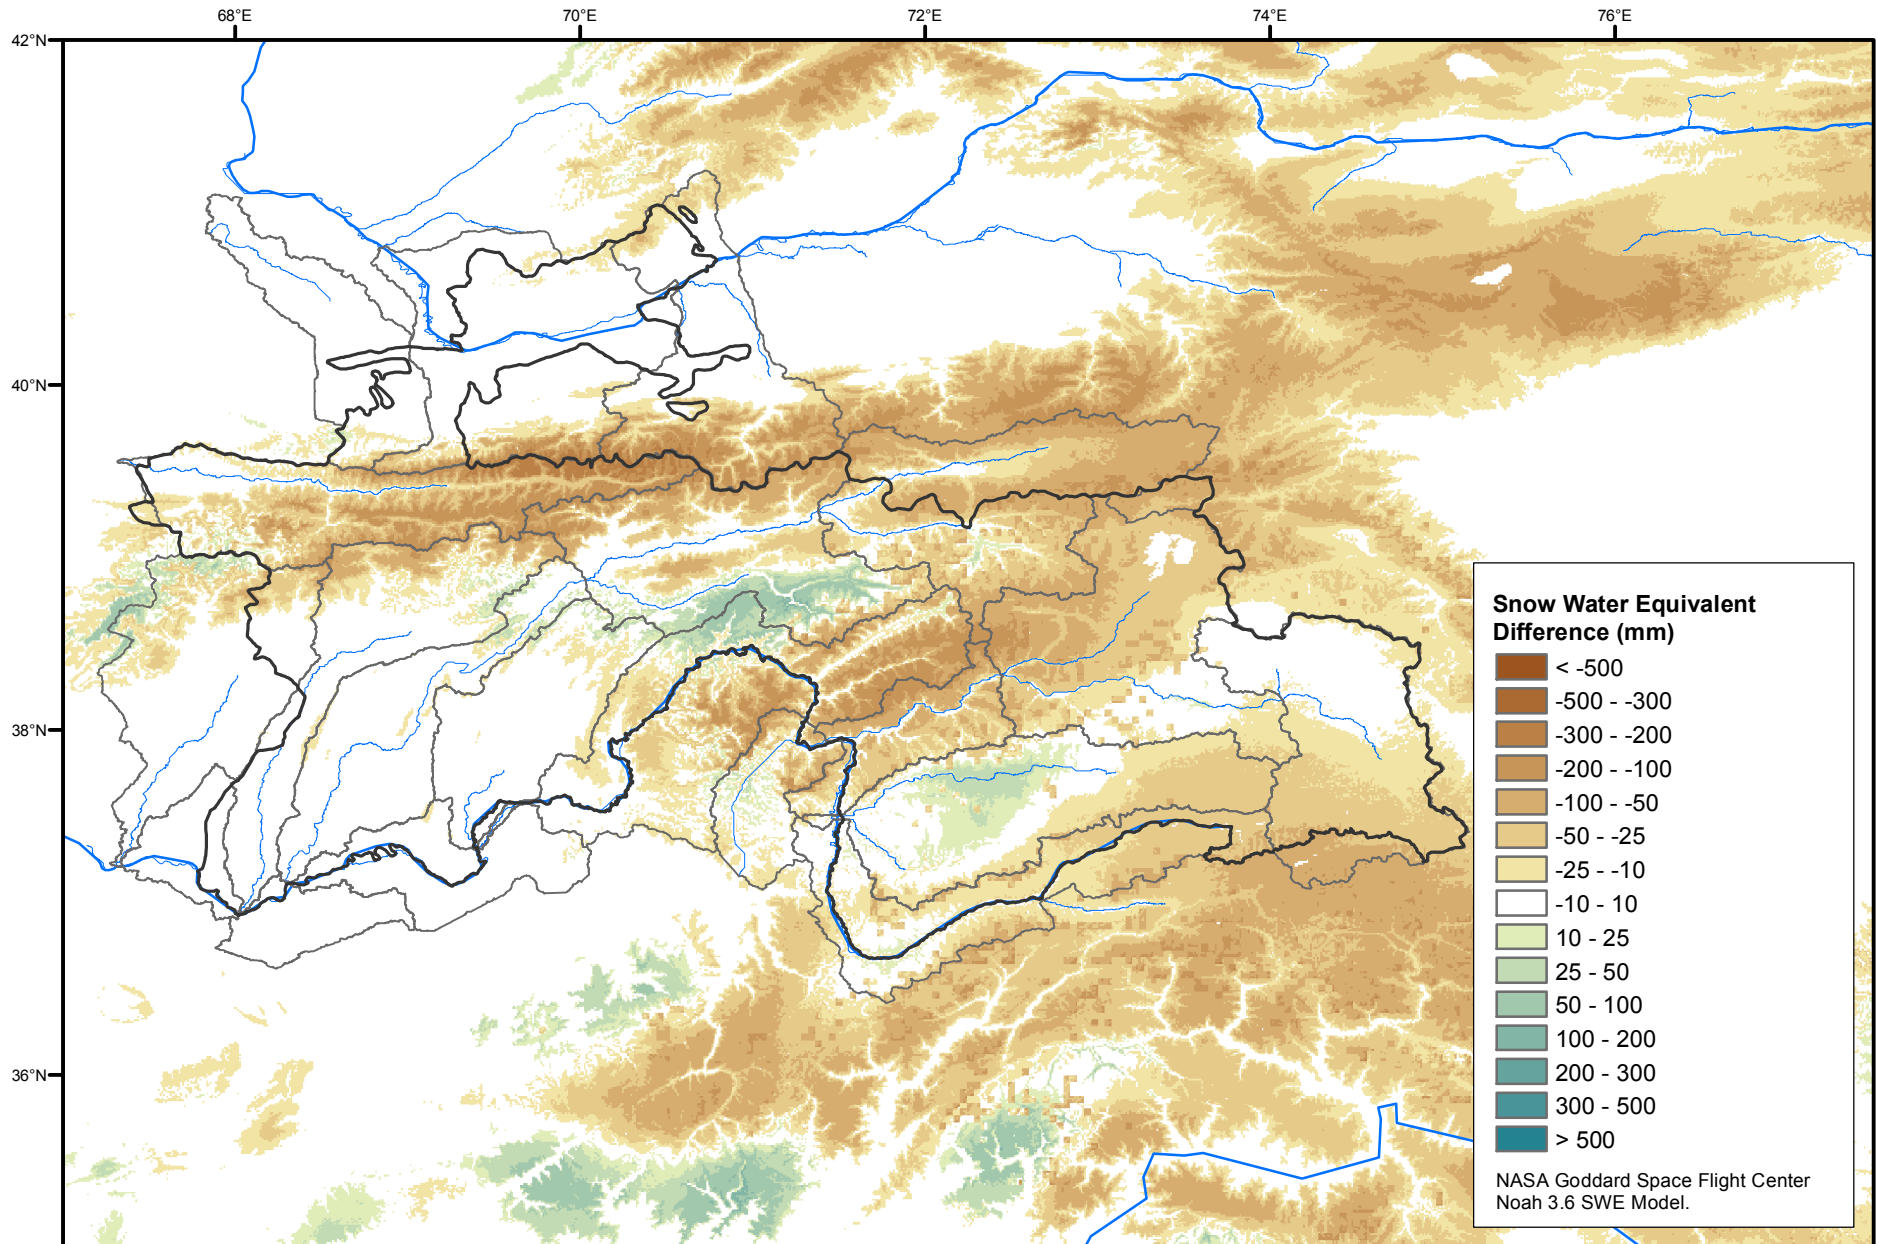 68°E
70°E
72°E
74°E
76°E
42°N
40°N
38°N
36°N
Snow Water Equivalent
Difference (mm)
< -500
-500 - -300
-300 - -200
-200 - -100
-100 - -50
-50 - -25
-25 - -10
-10 - 10
10 - 25
25 - 50
50 - 100
100 - 200
200 - 300
300 - 500
> 500
NASA Goddard Space Flight Center
Noah 3.6 SWE Model.